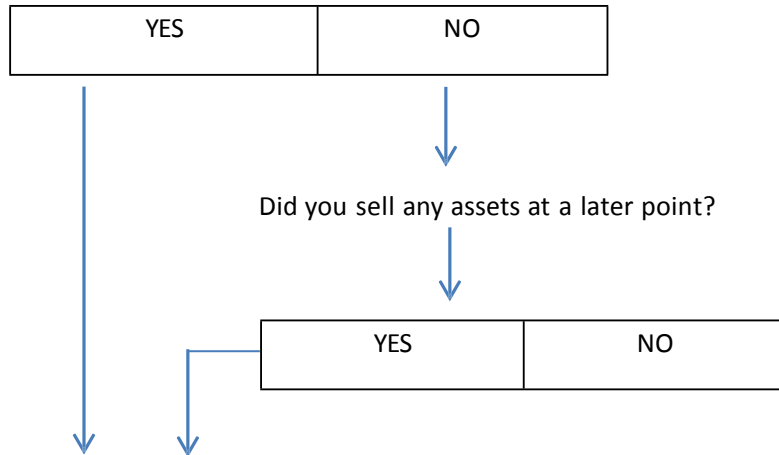 YES NO
Did you sell any assets at a later point?
YES NO